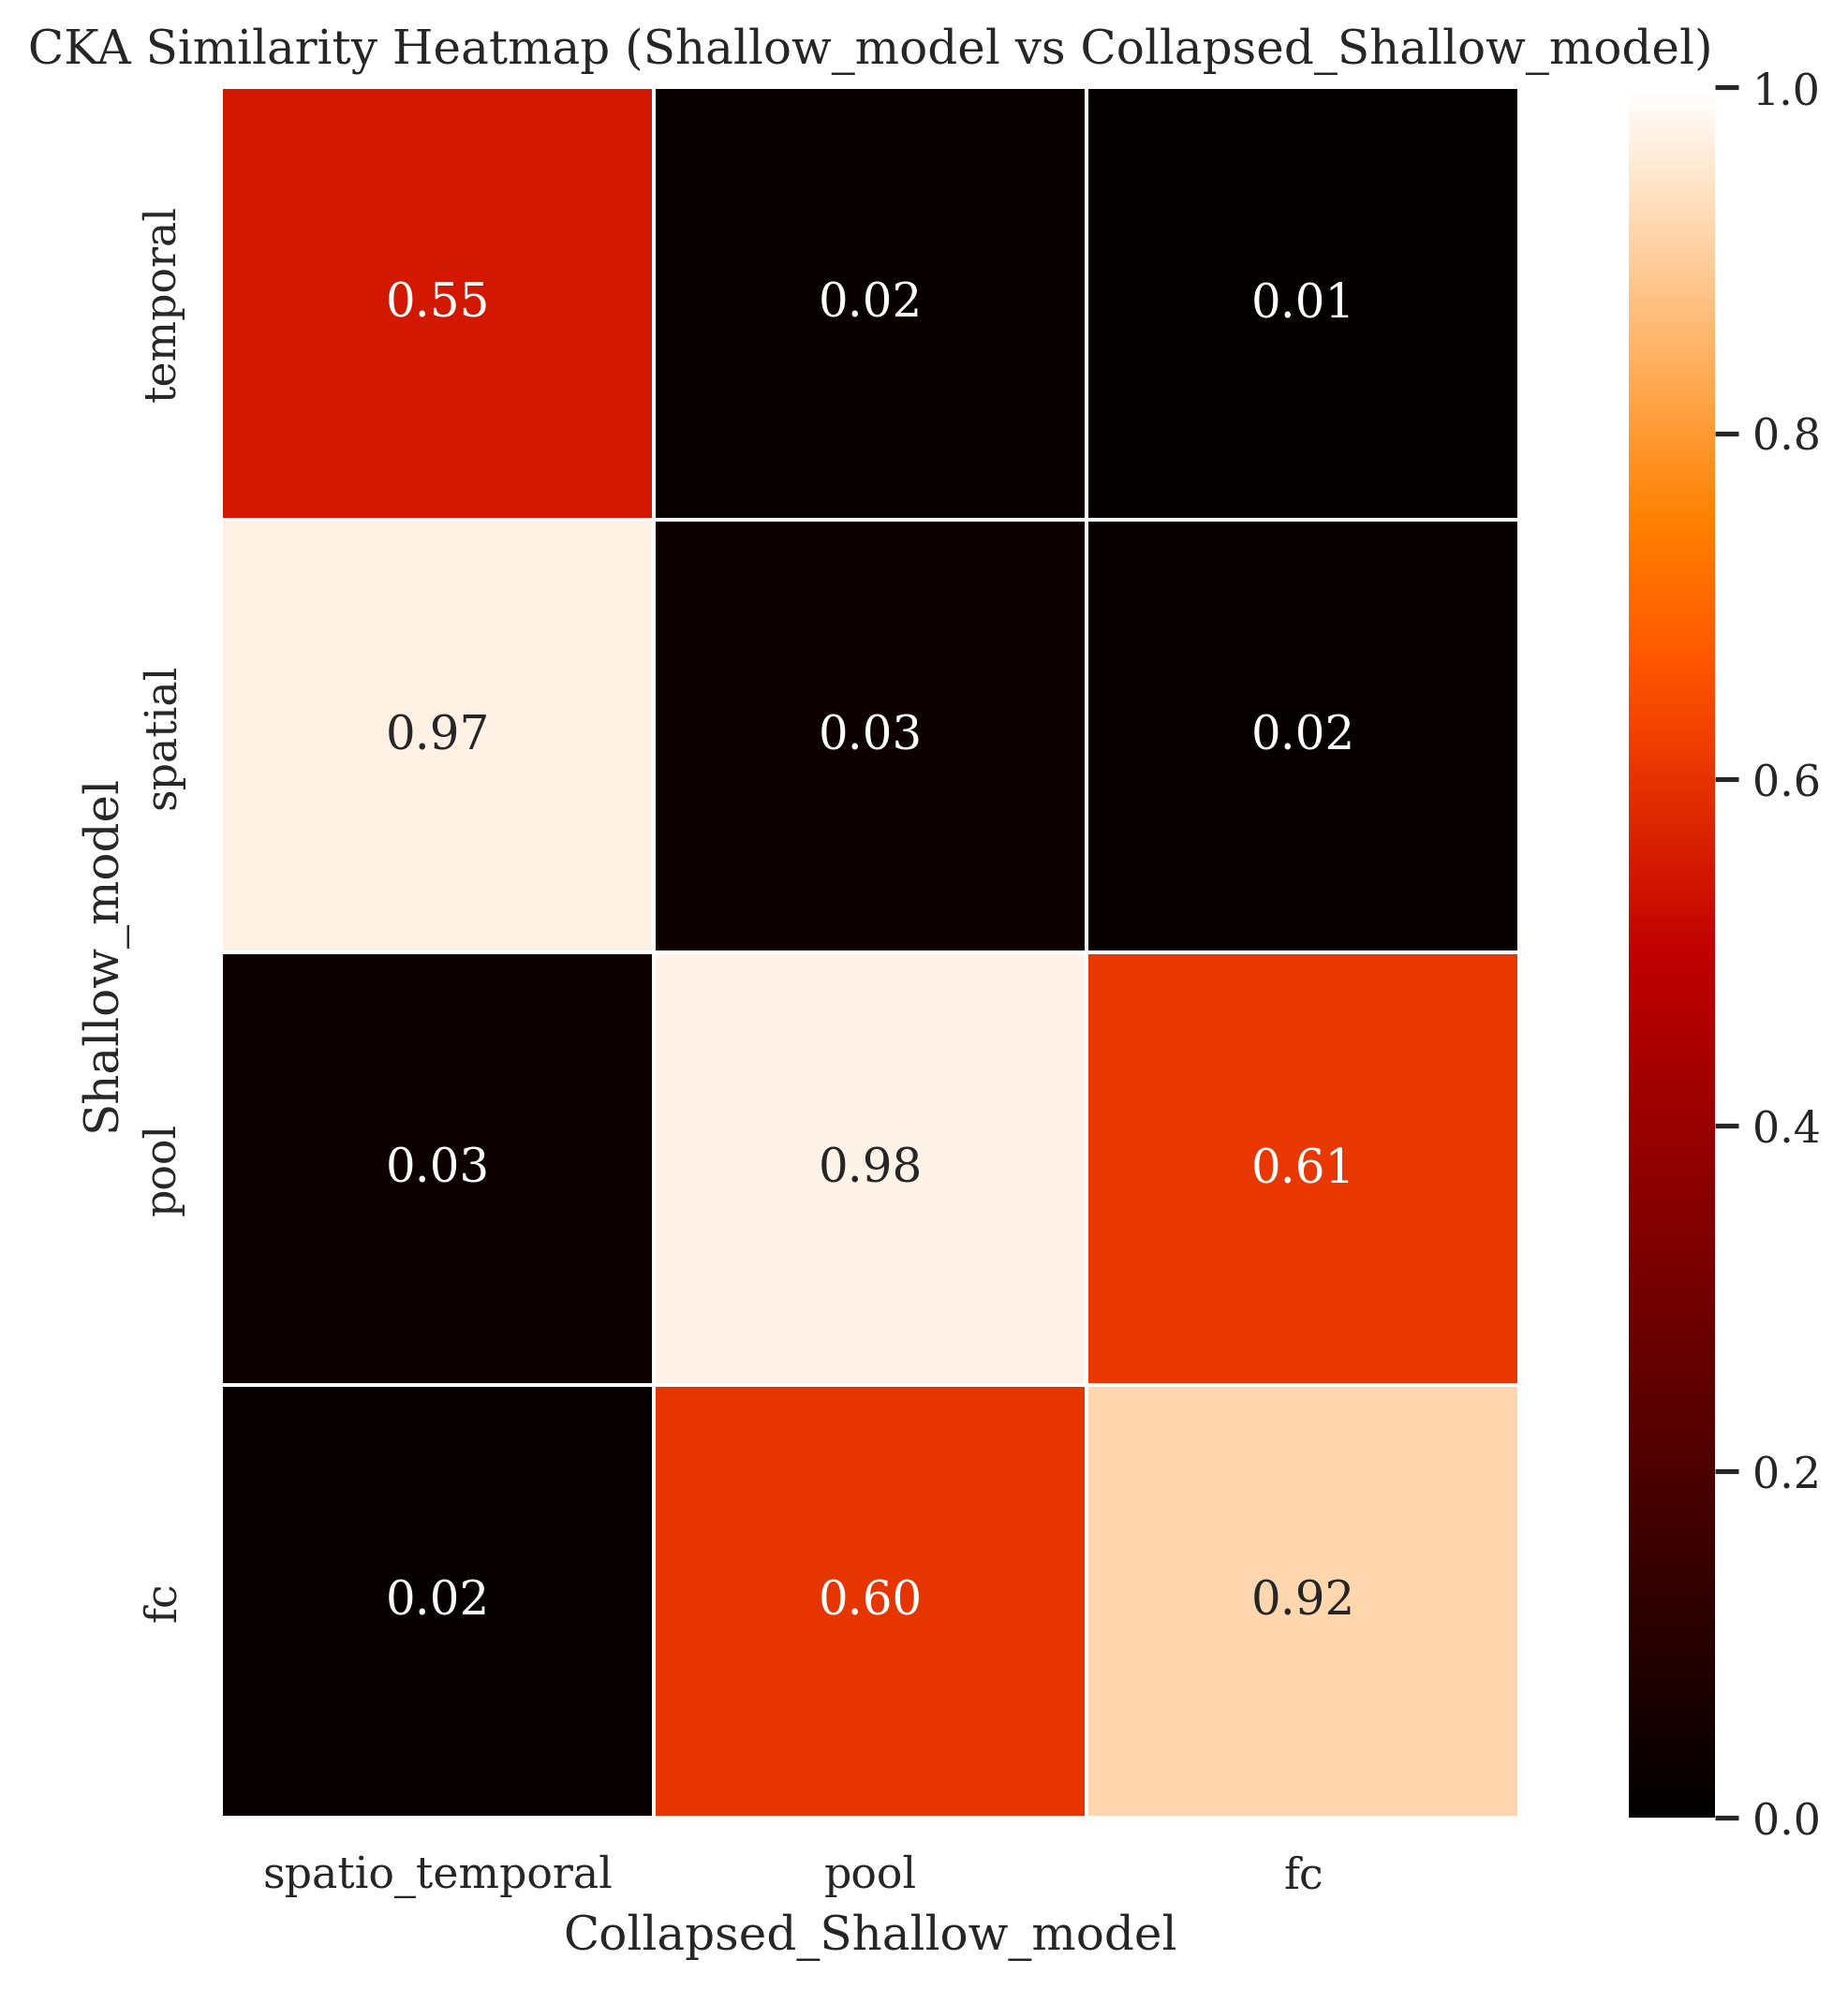 CKA Similarity Heatmap (Shallow_model vs Collapsed_Shallow_model)
1.0
0.8
0.6
0.4
0.2
0.0
Shallow_model
temporal
0.55 0.02 0.01
spatial
0.97 0.03 0.02
pool
0.03 0.98 0.61
fc
0.02 0.60 0.92
spatio_temporal pool fc
Collapsed_Shallow_model